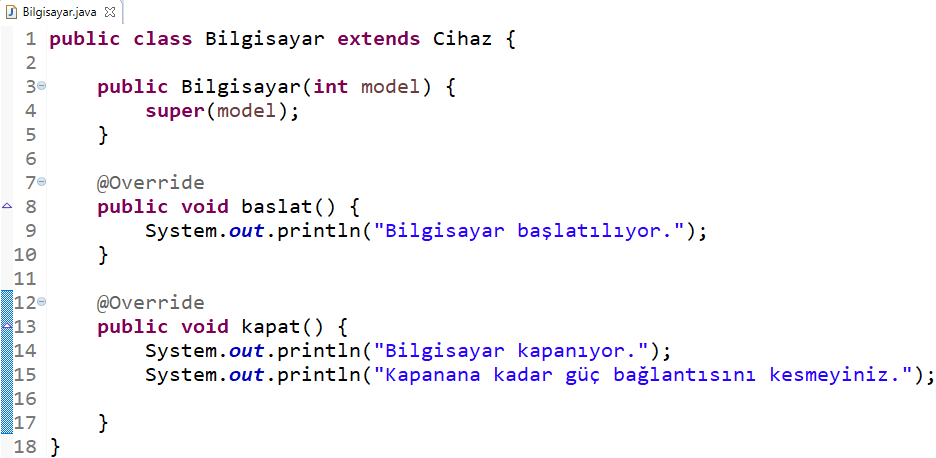 Bilgisayar.java
1 public class Bilgisayar extends Cihaz {
2
3 public Bilgisayar(int model) {
4 super(model);
5 }
6
7 @Override
8 public void baslat() {
9 System.out.println("Bilgisayar başlatılıyor.");
10 }
11
12 @Override
13 public void kapat() {
14 System.out.println("Bilgisayar kapanıyor.");
15 System.out.println("Kapanana kadar güç bağlantısını kesmeyiniz.");
16
17 }
18 }